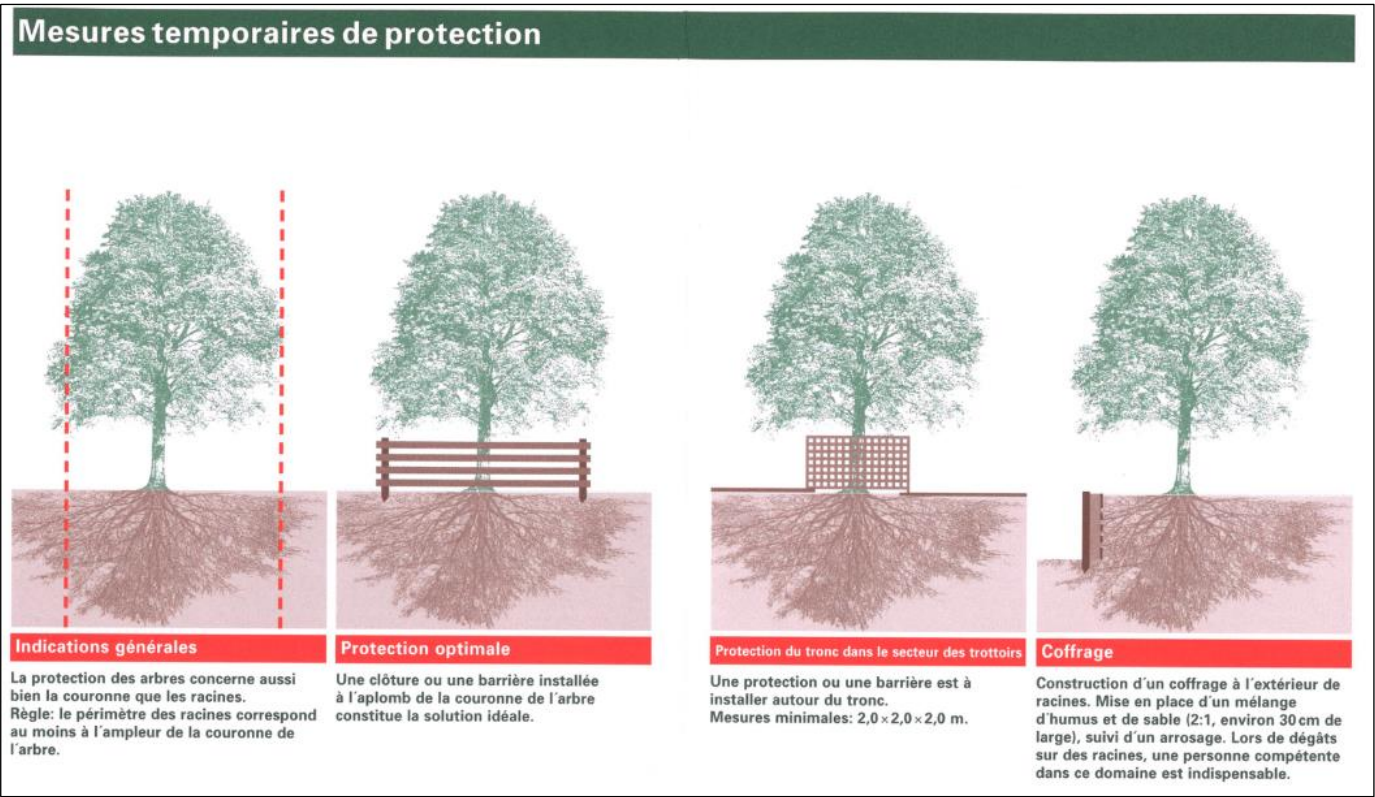 Mesures temporaires de protection
Indications générales
La protection des arbres concerne aussi
bien la couronne que les racines.
Règle: le périmètre des racines correspond
au moins à l´ampleur de la couronne de
l´arbre.
Protection optimale
Une clôture ou une barrière installée
à l´aplomb de la couronne de l´arbre
constitue la solution idéale.
Protection du tronc dans le secteur des trottoirs
Une protection ou une barrière est à
installer autour du tronc.
Mesures minimales: 2,0 × 2,0 × 2,0 m.
Coffrage
Construction d´un coffrage à l´extérieur de
racines. Mise en place d´un mélange
d´humus et de sable (2:1, environ 30 cm de
large), suivi d´un arrosage. Lors de dégâts
sur des racines, une personne compétente
dans ce domaine est indispensable.